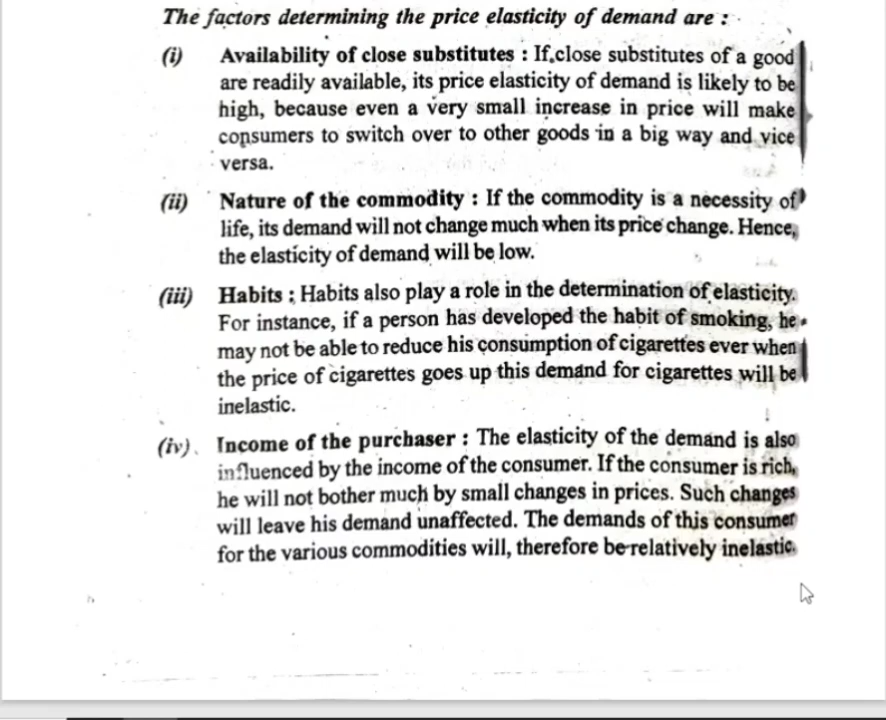 The factors determining the price elasticity of demand are :
(i) Availability of close substitutes : If close substitutes of a good
are readily available, its price elasticity of demand is likely to be
high, because even a very small increase in price will make
consumers to switch over to other goods in a big way and vice
versa.
(ii) Nature of the commodity : If the commodity is a necessity of
life, its demand will not change much when its price change. Hence,
the elasticity of demand will be low.
(iii) Habits : Habits also play a role in the determination of elasticity.
For instance, if a person has developed the habit of smoking, he
may not be able to reduce his consumption of cigarettes ever when
the price of cigarettes goes up this demand for cigarettes will be
inelastic.
(iv) Income of the purchaser : The elasticity of the demand is also
influenced by the income of the consumer. If the consumer is rich,
he will not bother much by small changes in prices. Such changes
will leave his demand unaffected. The demands of this consumer
for the various commodities will, therefore be relatively inelastic.